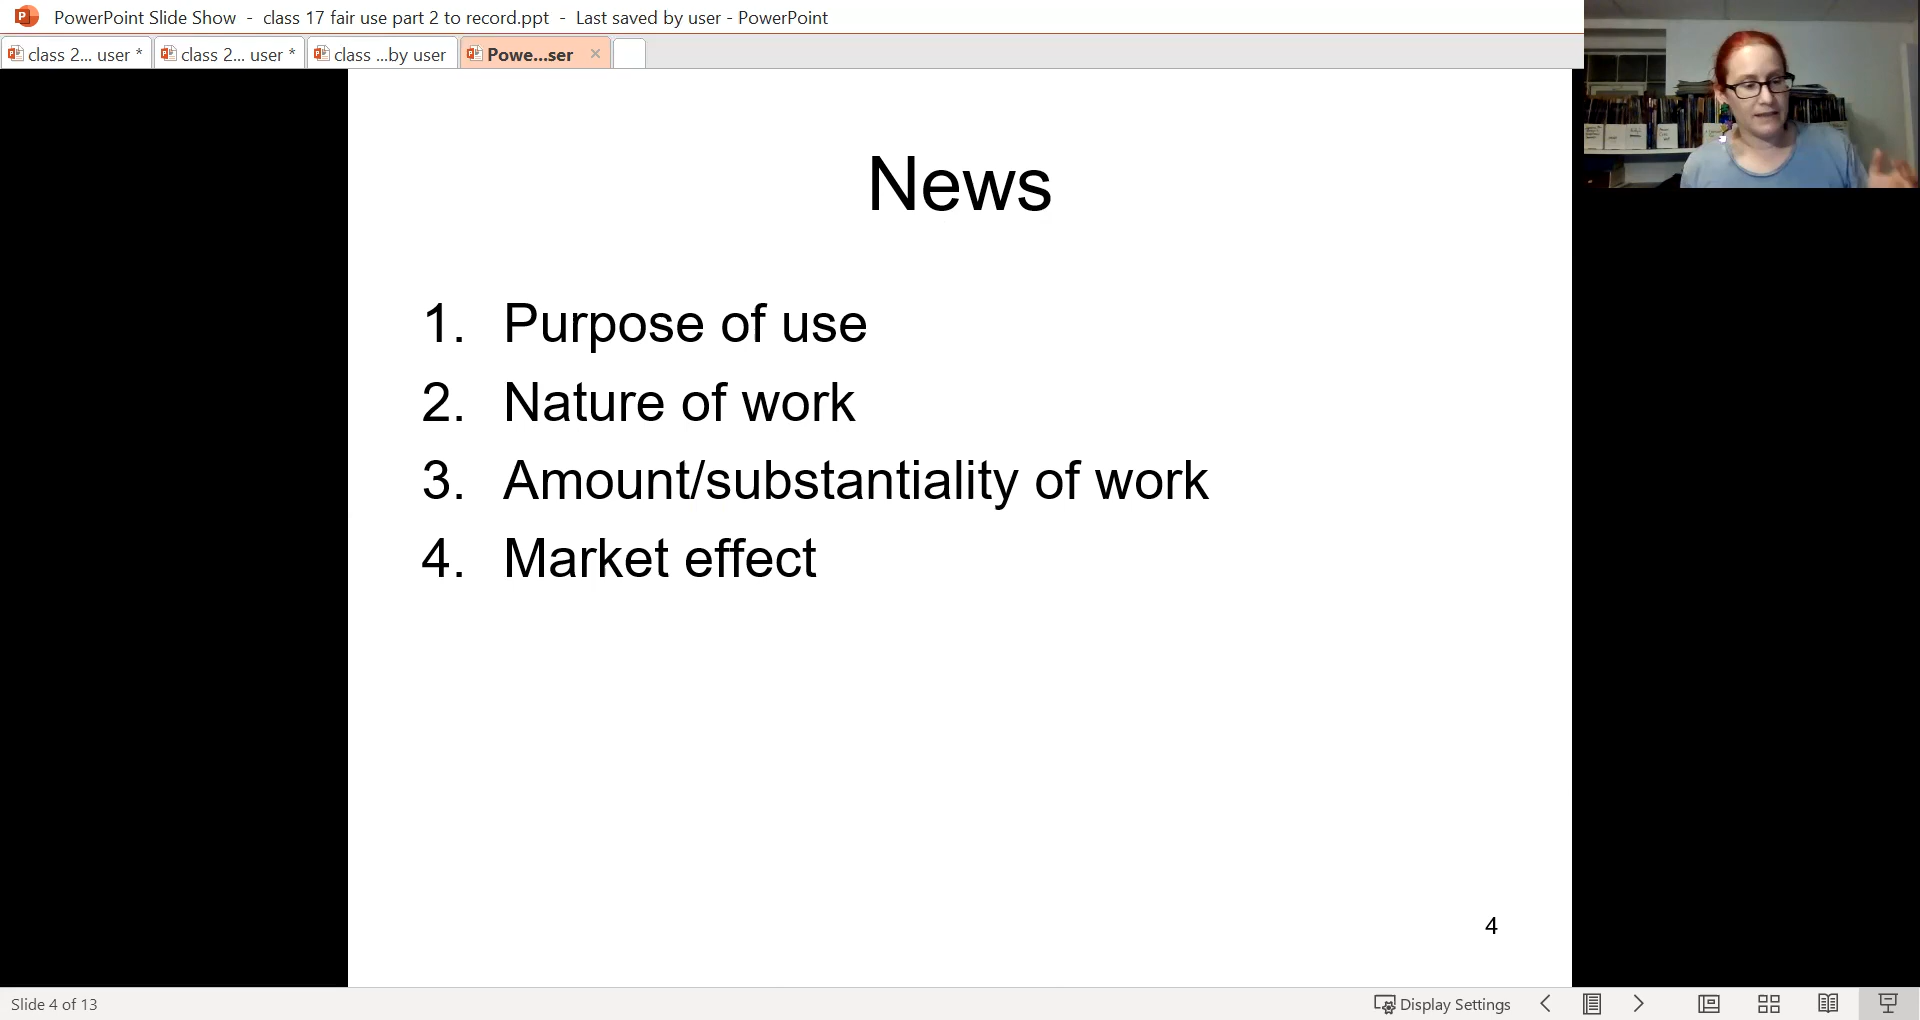 PowerPoint Slide Show - class 17 fair use part 2 to record.ppt - Last saved by user - PowerPoint
class 2... user *
class 2... user *
class ...by user
Powe...ser
News
1. Purpose of use
2. Nature of work
3. Amount/substantiality of work
4. Market effect
4
Slide 4 of 13
Display Settings